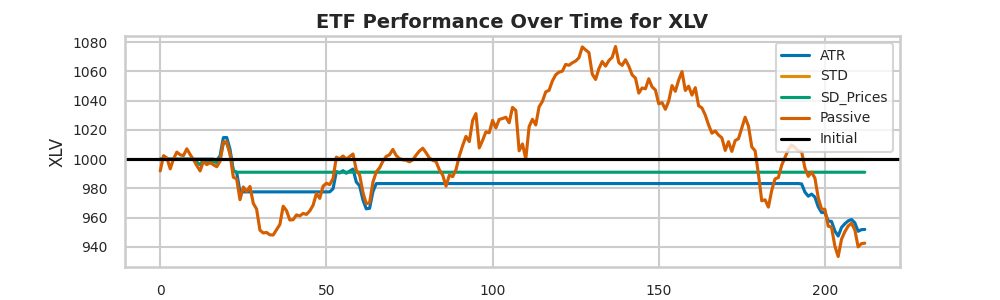 ETF Performance Over Time for XLV
XLV
1080
1060
1040
1020
1000
980
960
940
0
50
100
150
200
ATR
STD
SD_Prices
Passive
Initial